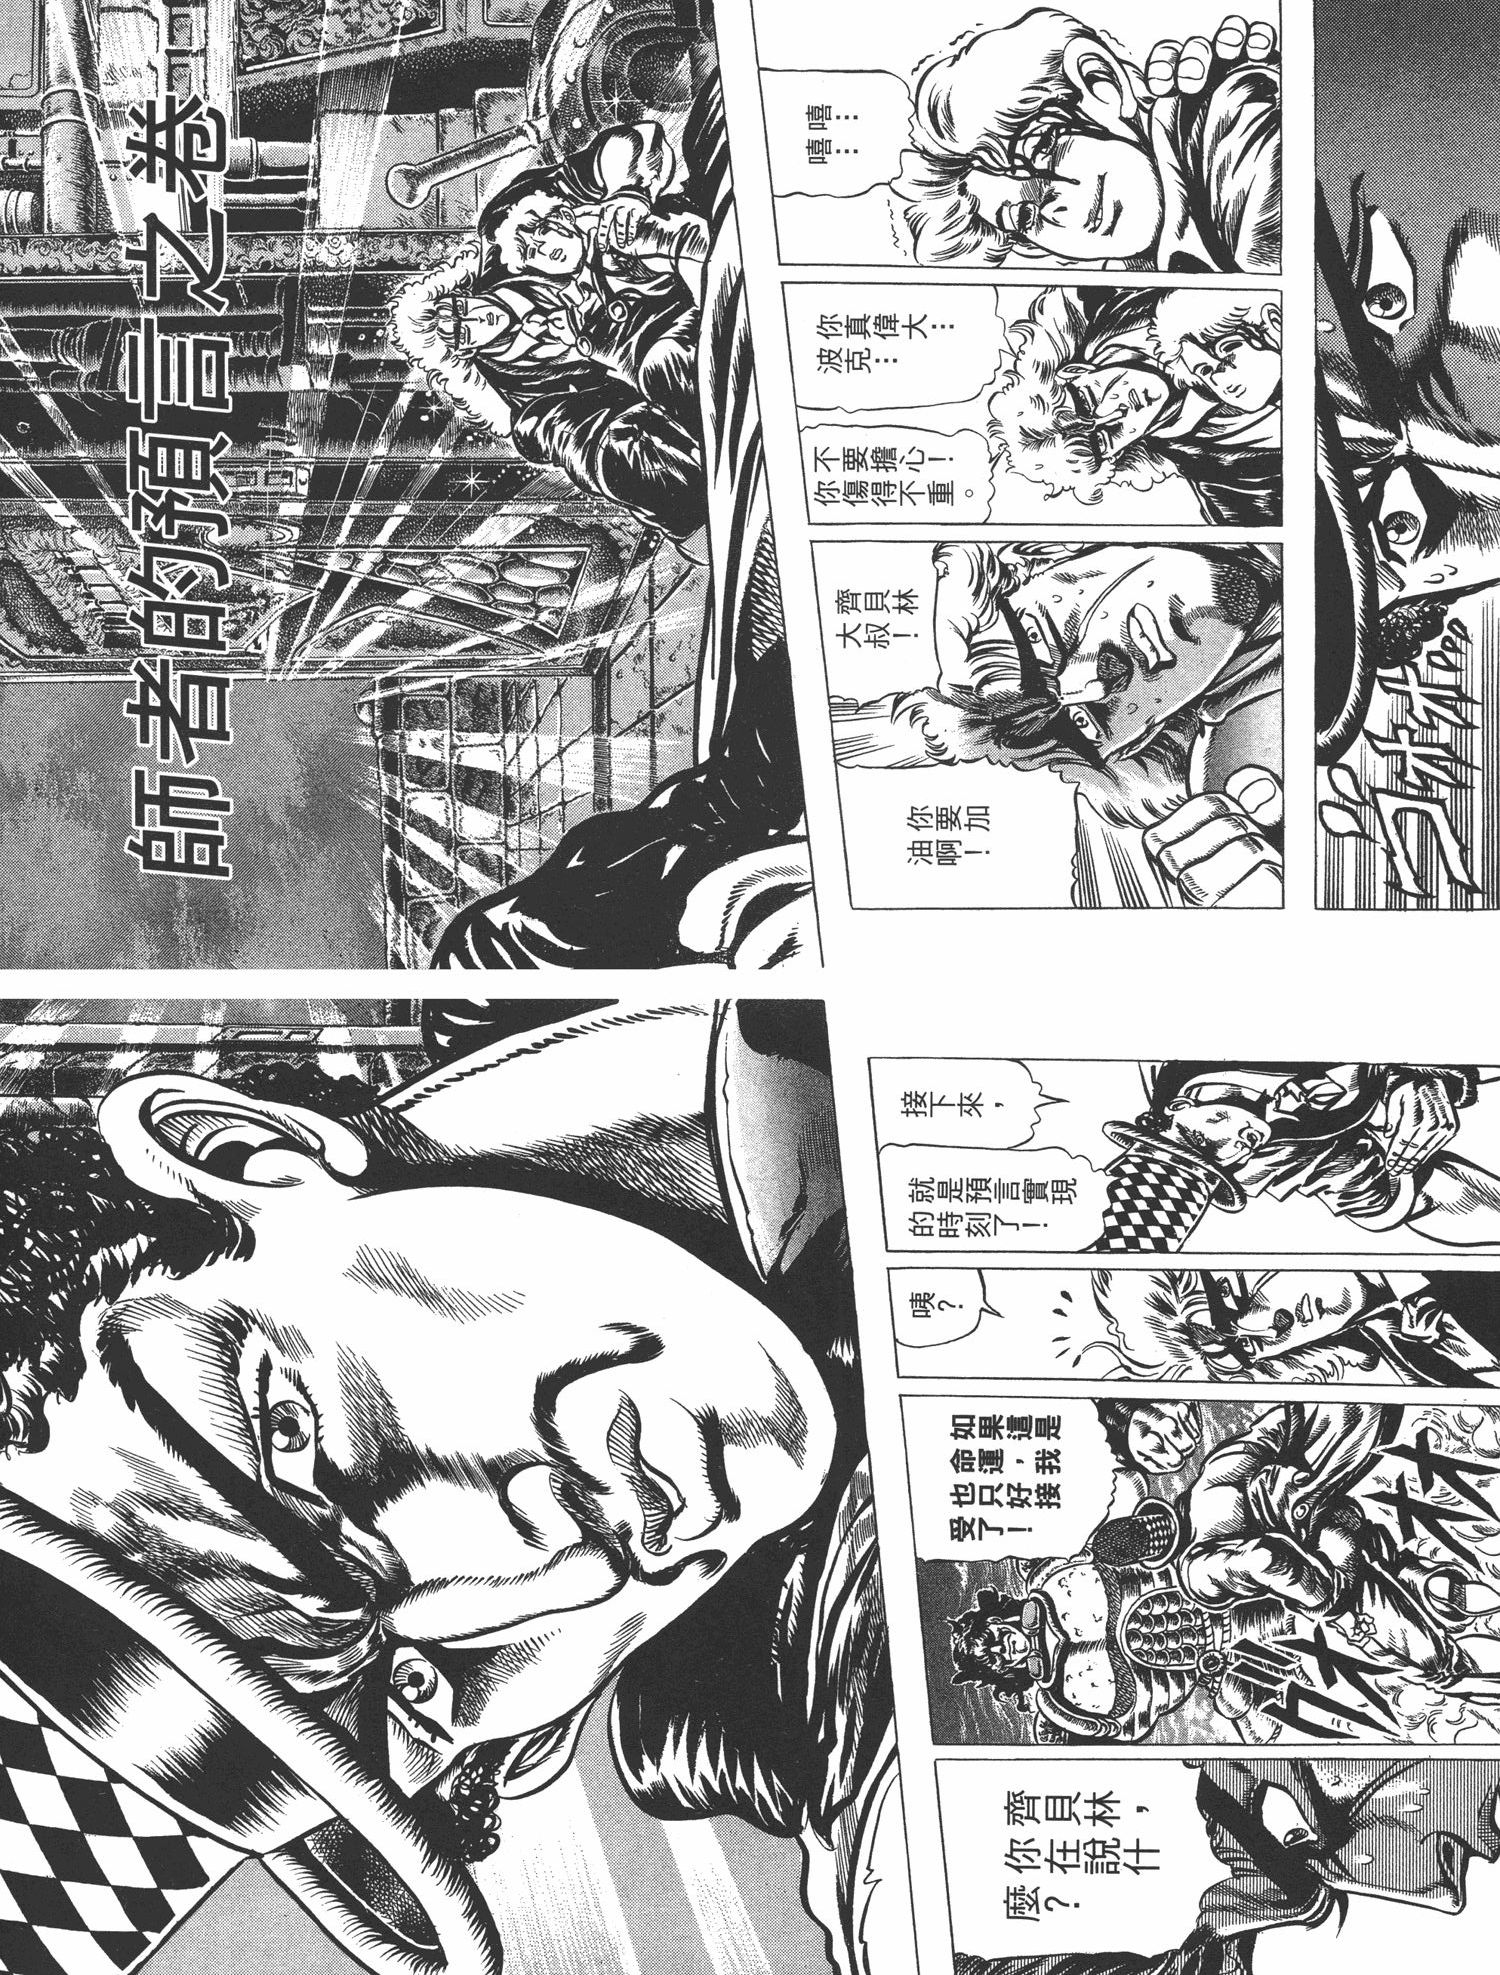 師者的預言之卷
嘻嘻…
嘻嘻…
你真偉大…
波克…
不要擔心!
你傷得不重。
齊貝林
大叔!
你要加
油啊!
接下來,
就是預言實現
的時刻了!
咦?
如果這是
命運,我
也只好接
受了!
齊貝林,
你在說什
麼?